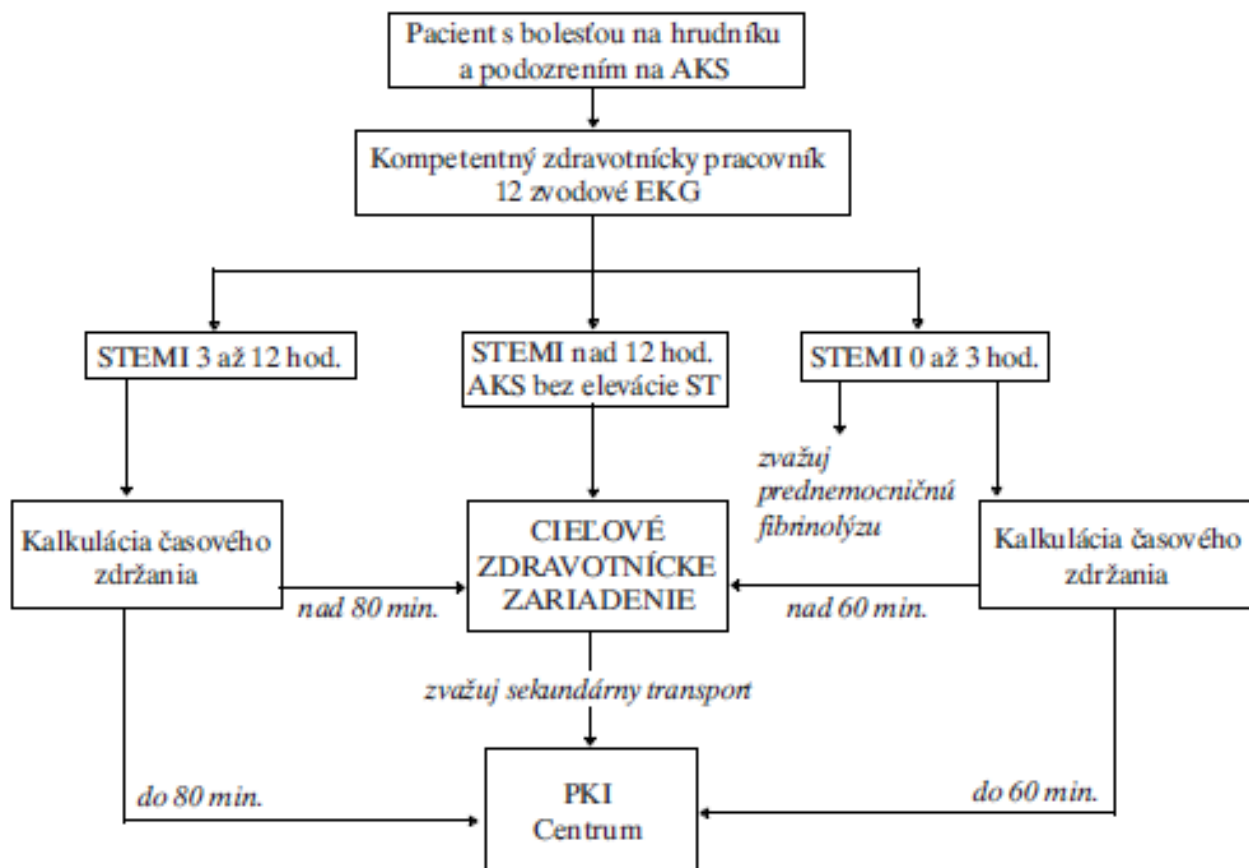 Pacient s bolesťou na hrudníku
a podozrením na AKS
Kompetentný zdravotnícky pracovník
12 zvodové EKG
STEMI 3 až 12 hod.
STEMI nad 12 hod.
AKS bez elevácie ST
STEMI 0 až 3 hod.
zvažuj
prednemocničnú
fibrinolýzu
Kalkulácia časového
zdržania
CIEĽOVÉ
ZDRAVOTNÍCKE
ZARIADENIE
Kalkulácia časového
zdržania
nad 80 min.
nad 60 min.
zvažuj sekundárny transport
do 80 min.
PKI
Centrum
do 60 min.